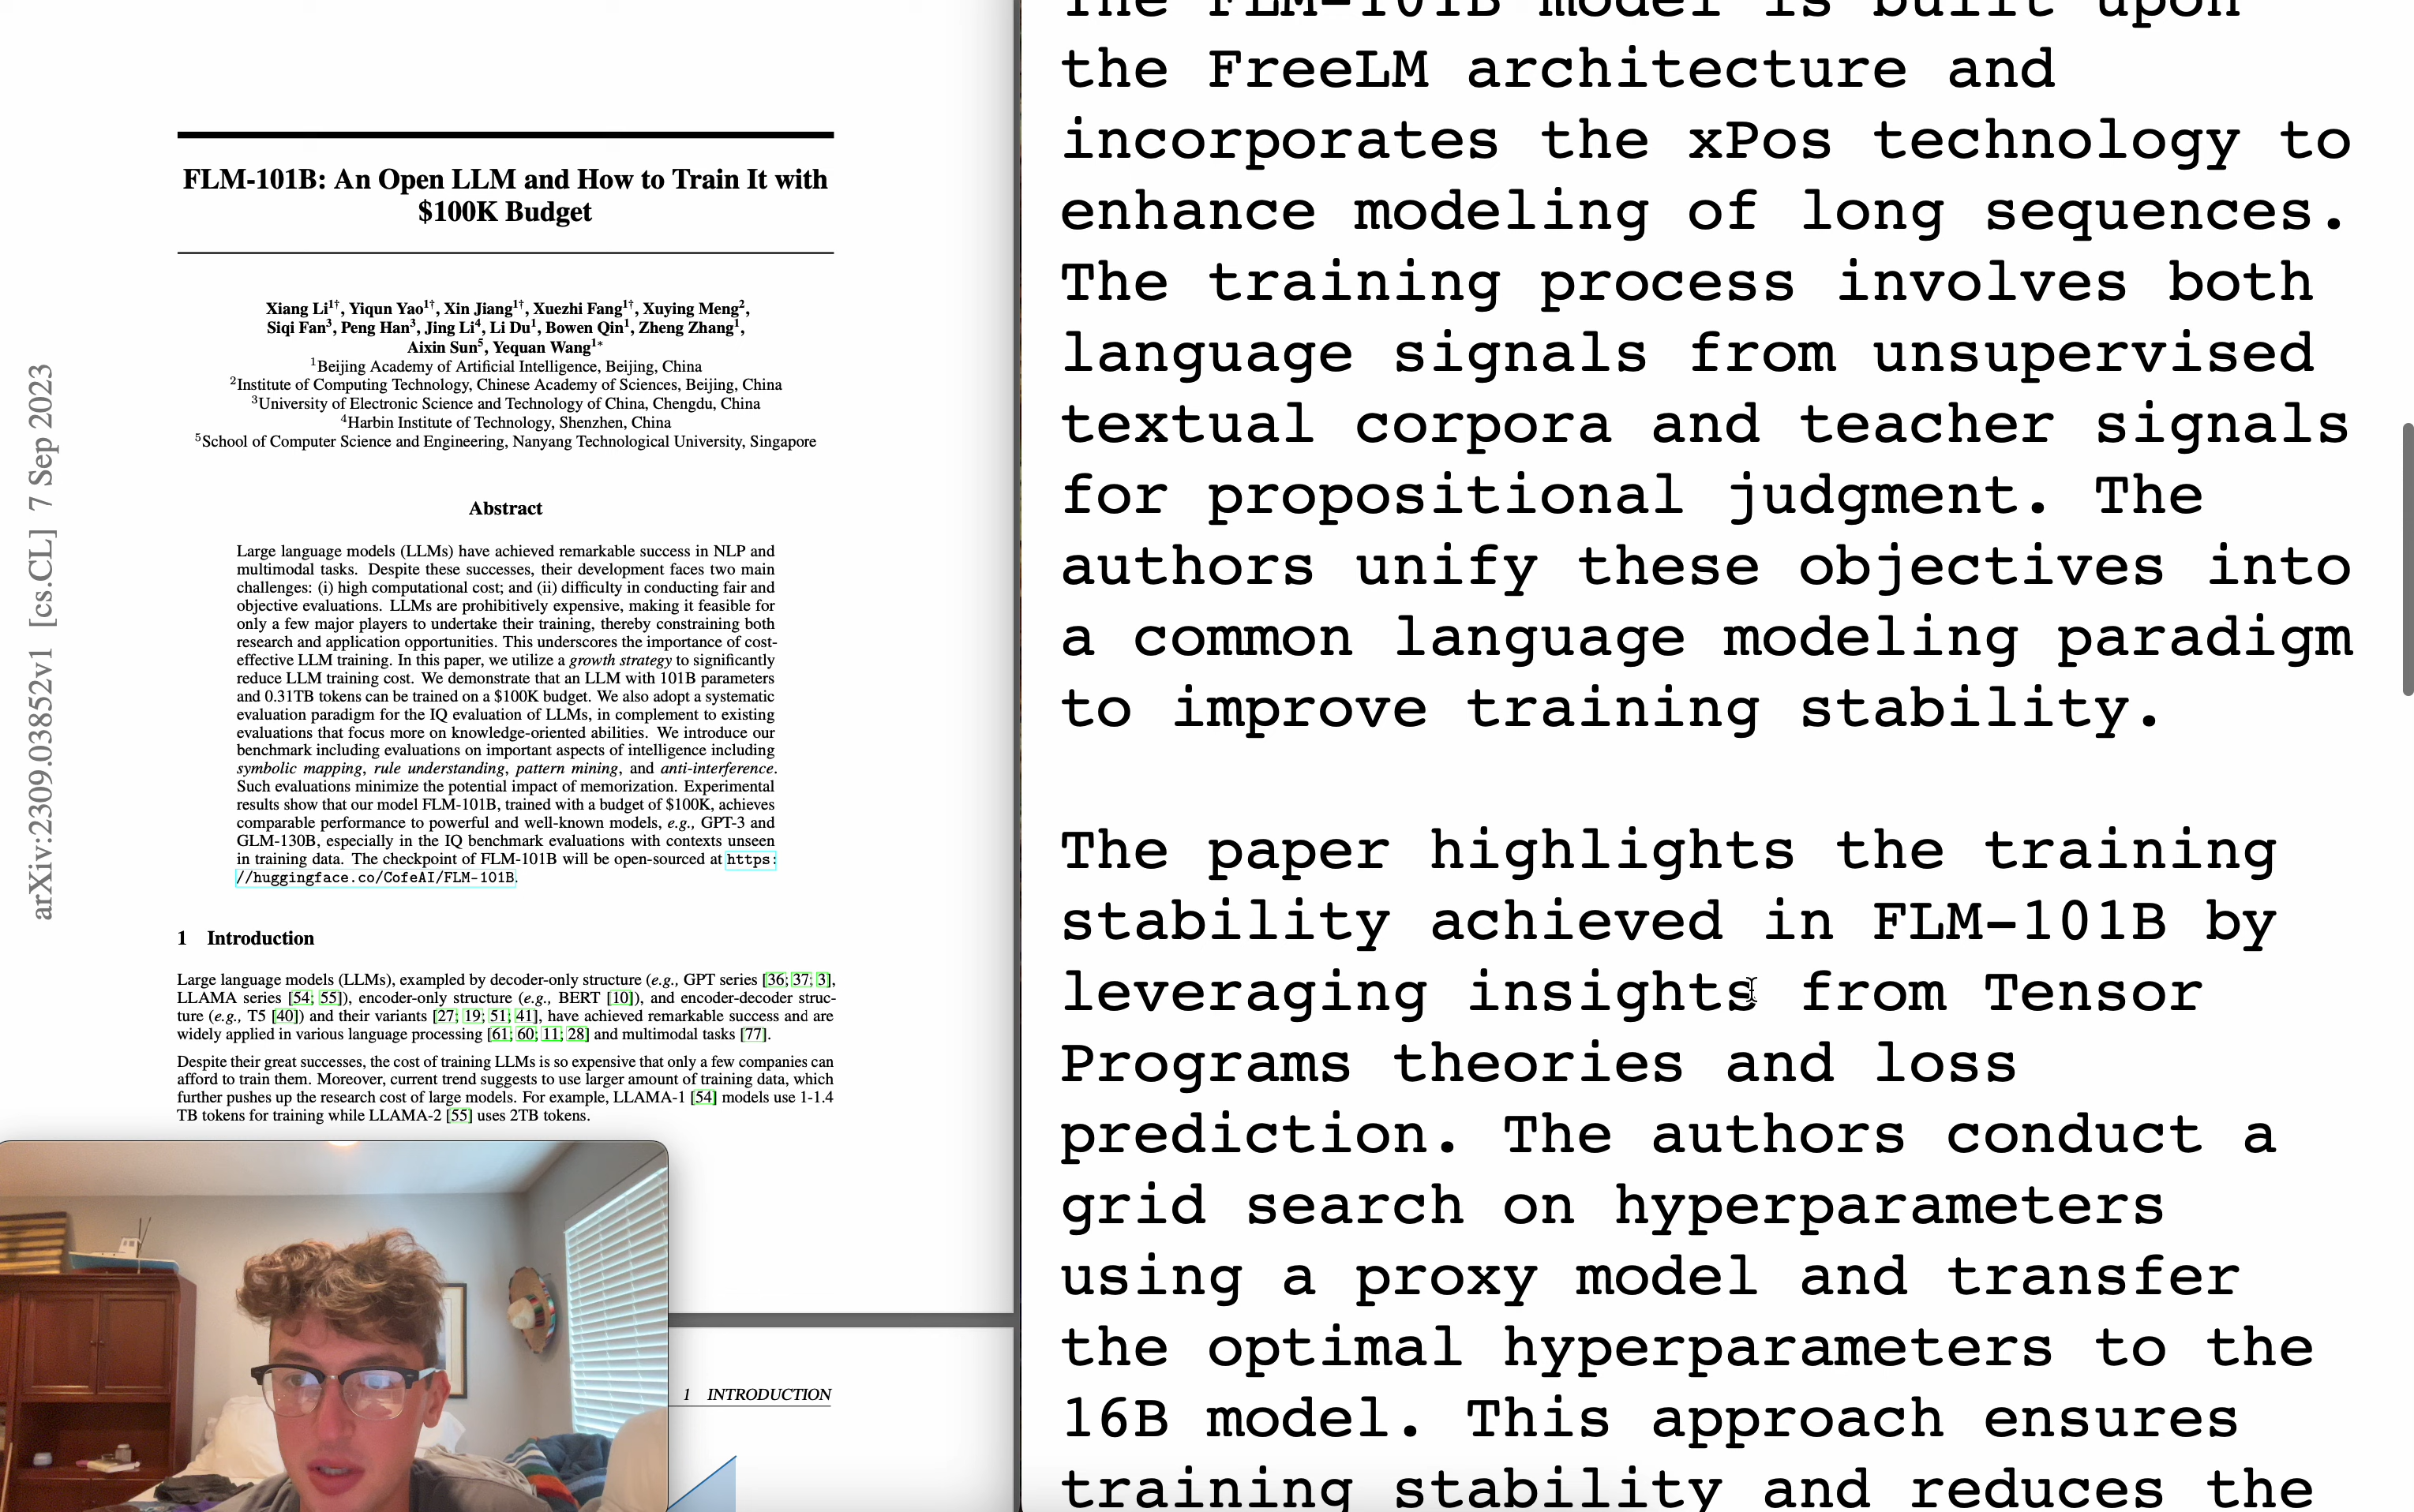 arXiv:2309.03852v1 [cs.CL] 7 Sep 2023
FLM-101B: An Open LLM and How to Train It with
$100K Budget
Xiang Li1†, Yiqun Yao1†, Xin Jiang1†, Xuezhi Fang1†, Xuying Meng2,
Siqi Fan3, Peng Han3, Jing Li4, Li Du1, Bowen Qin1, Zheng Zhang1,
Aixin Sun5, Yequan Wang1*
1Beijing Academy of Artificial Intelligence, Beijing, China
2Institute of Computing Technology, Chinese Academy of Sciences, Beijing, China
3University of Electronic Science and Technology of China, Chengdu, China
4Harbin Institute of Technology, Shenzhen, China
5School of Computer Science and Engineering, Nanyang Technological University, Singapore
Abstract
Large language models (LLMs) have achieved remarkable success in NLP and
multimodal tasks. Despite these successes, their development faces two main
challenges: (i) high computational cost; and (ii) difficulty in conducting fair and
objective evaluations. LLMs are prohibitively expensive, making it feasible for
only a few major players to undertake their training, thereby constraining both
research and application opportunities. This underscores the importance of cost-
effective LLM training. In this paper, we utilize a growth strategy to significantly
reduce LLM training cost. We demonstrate that an LLM with 101B parameters
and 0.31TB tokens can be trained on a $100K budget. We also adopt a systematic
evaluation paradigm for the IQ evaluation of LLMs, in complement to existing
evaluations that focus more on knowledge-oriented abilities. We introduce our
benchmark including evaluations on important aspects of intelligence including
symbolic mapping, rule understanding, pattern mining, and anti-interference.
Such evaluations minimize the potential impact of memorization. Experimental
results show that our model FLM-101B, trained with a budget of $100K, achieves
comparable performance to powerful and well-known models, e.g., GPT-3 and
GLM-130B, especially in the IQ benchmark evaluations with contexts unseen
in training data. The checkpoint of FLM-101B will be open-sourced at https:
//huggingface.co/CofeAI/FLM-101B.
1 Introduction
Large language models (LLMs), exampled by decoder-only structure (e.g., GPT series [36; 37; 3],
LLAMA series [54; 55]), encoder-only structure (e.g., BERT [10]), and encoder-decoder struc-
ture (e.g., T5 [40]) and their variants [27; 19; 51; 41], have achieved remarkable success and are
widely applied in various language processing [61; 60; 11; 28] and multimodal tasks [77].
Despite their great successes, the cost of training LLMs is so expensive that only a few companies can
afford to train them. Moreover, current trend suggests to use larger amount of training data, which
further pushes up the research cost of large models. For example, LLAMA-1 [54] models use 1-1.4
TB tokens for training while LLAMA-2 [55] uses 2TB tokens.
1 INTRODUCTION
The FLM-101B model is built upon
the FreeLM architecture and
incorporates the xPos technology to
enhance modeling of long sequences.
The training process involves both
language signals from unsupervised
textual corpora and teacher signals
for propositional judgment. The
authors unify these objectives into
a common language modeling paradigm
to improve training stability.
The paper highlights the training
stability achieved in FLM-101B by
leveraging insights from Tensor
Programs theories and loss
prediction. The authors conduct a
grid search on hyperparameters
using a proxy model and transfer
the optimal hyperparameters to the
16B model. This approach ensures
training stability and reduces the